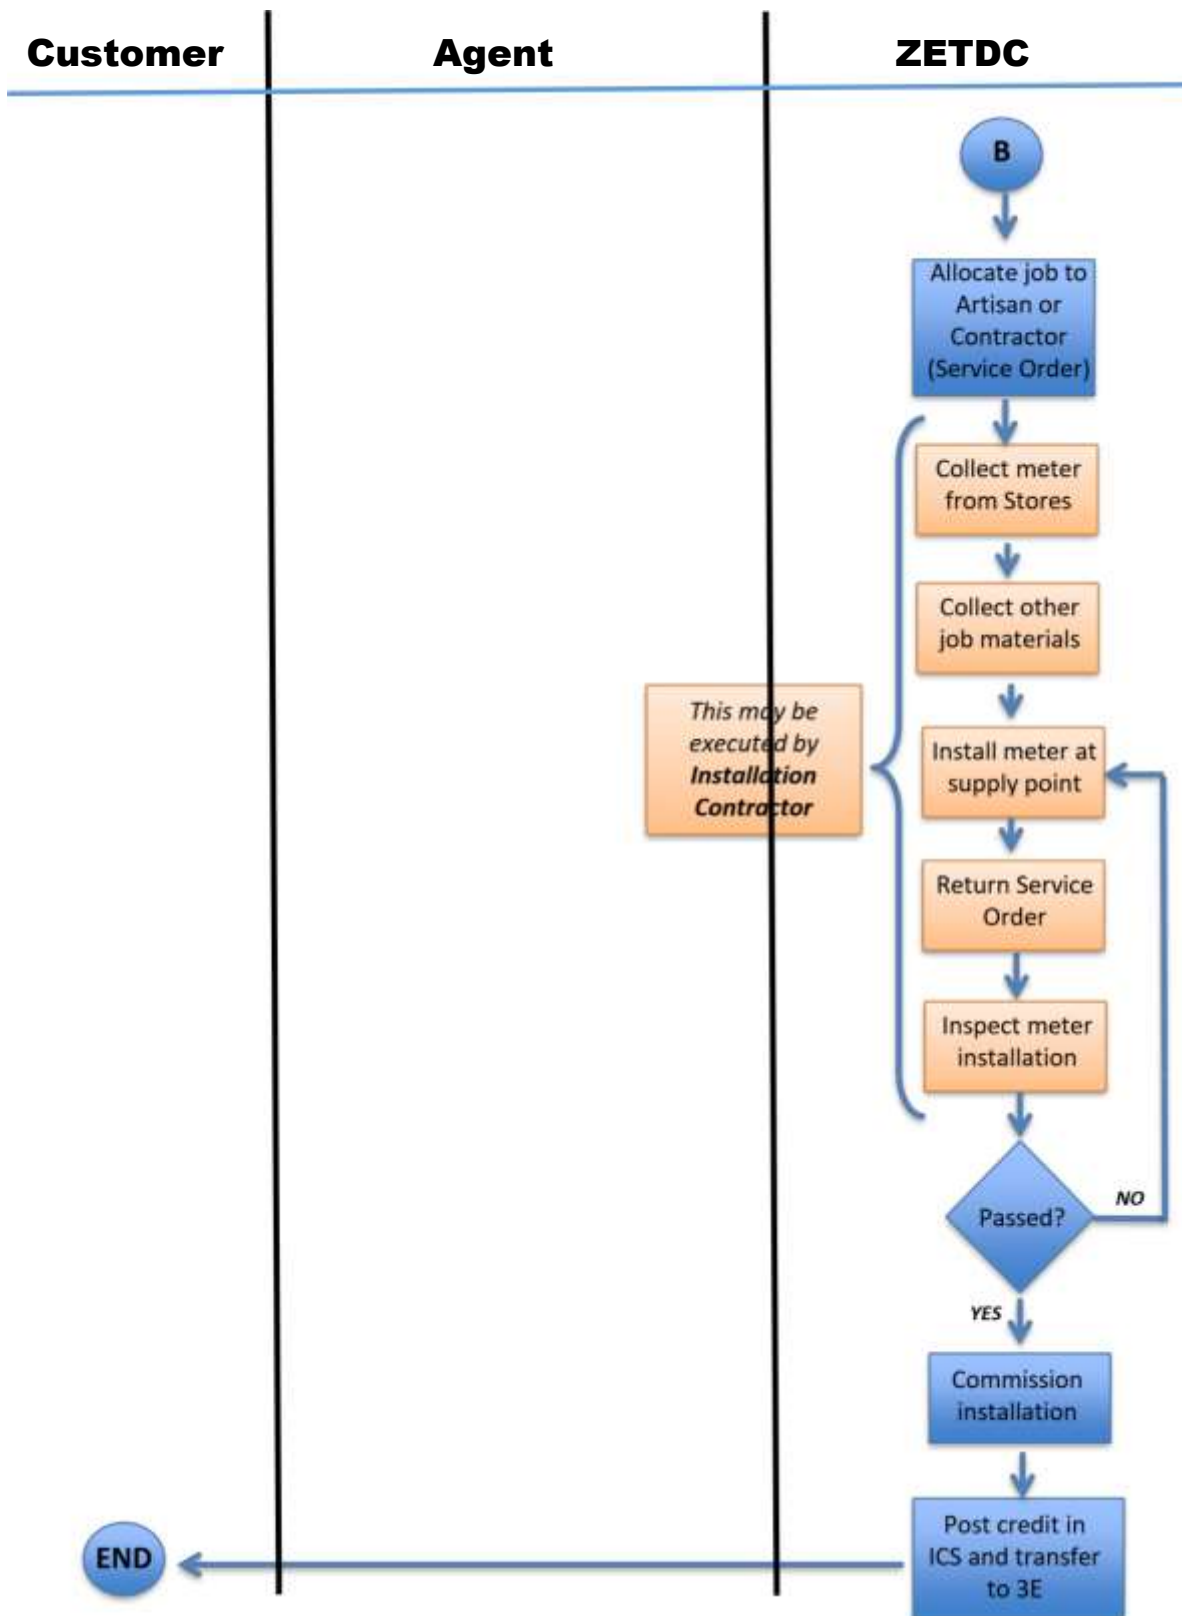 Customer
Agent
ZETDC
B
Allocate job to
Artisan or
Contractor
(Service Order)
Collect meter
from Stores
Collect other
job materials
This may be
executed by
Installation
Contractor
Install meter at
supply point
Return Service
Order
Inspect meter
installation
Passed?
NO
YES
Commission
installation
Post credit in
ICS and transfer
to 3E
END